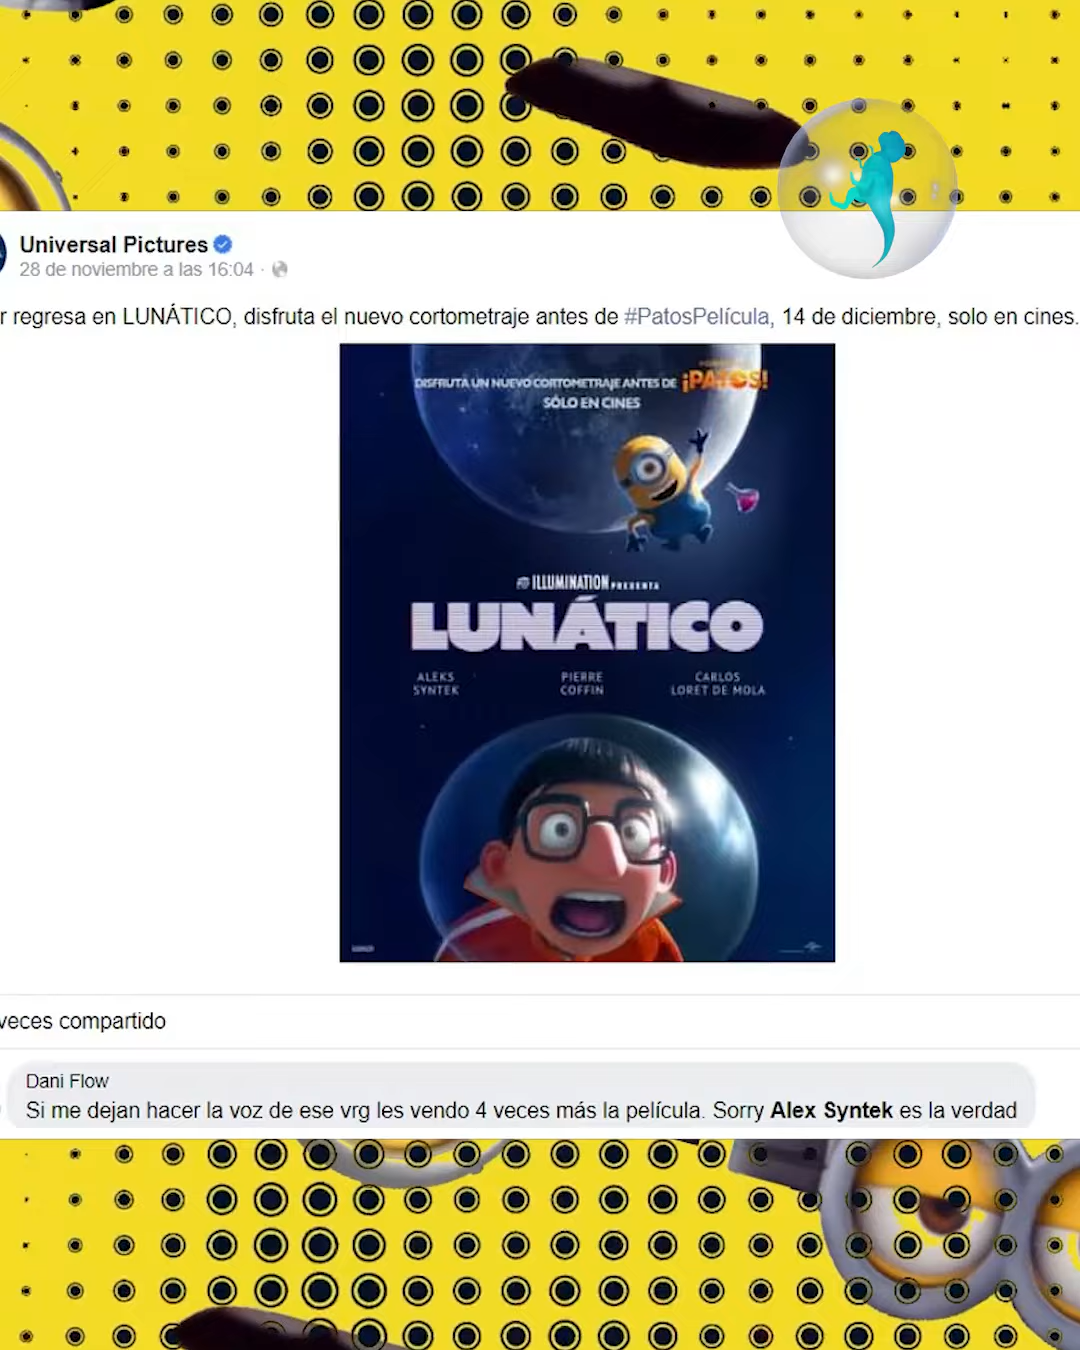 Universal Pictures
28 de noviembre a las 16:04 ·
r regresa en LUNÁTICO, disfruta el nuevo cortometraje antes de #PatosPelícula, 14 de diciembre, solo en cines.
DISFRUTA UN NUEVO CORTOMETRAJE ANTES DE ¡PATOS!
SÓLO EN CINES
ILLUMINATION PRESENTA
LUNÁTICO
ALEKS SYNTEK
PIERRE COFFIN
CARLOS LORET DE MOLA
veces compartido
Dani Flow
Si me dejan hacer la voz de ese vrg les vendo 4 veces más la película. Sorry Alex Syntek es la verdad